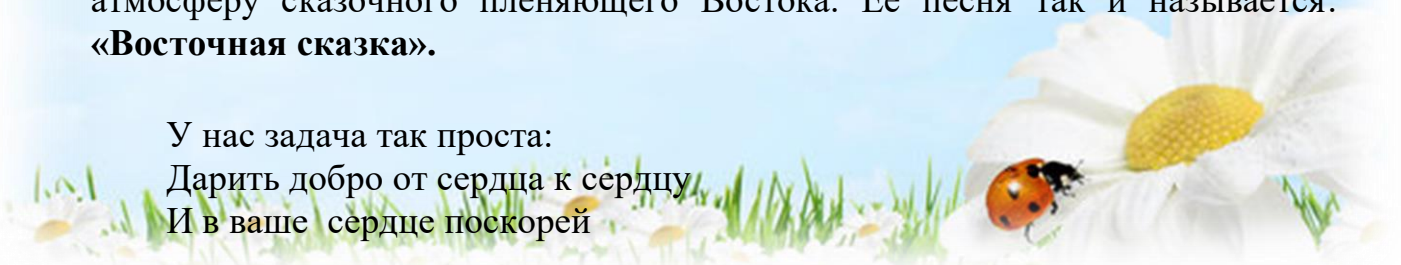 атмосферу сказочного пленяющего Востока. Её песня так и называется:
«Восточная сказка».
У нас задача так проста:
Дарить добро от сердца к сердцу,
И в ваше сердце поскорей